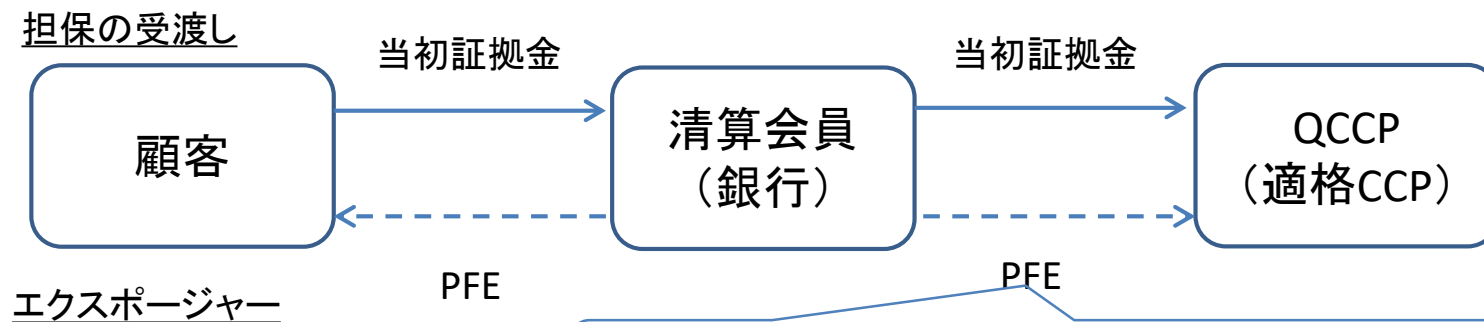 担保の受渡し
当初証拠金
当初証拠金
顧客
清算会員
（銀行）
QCCP
（適格CCP）
PFE
PFE
エクスポージャー